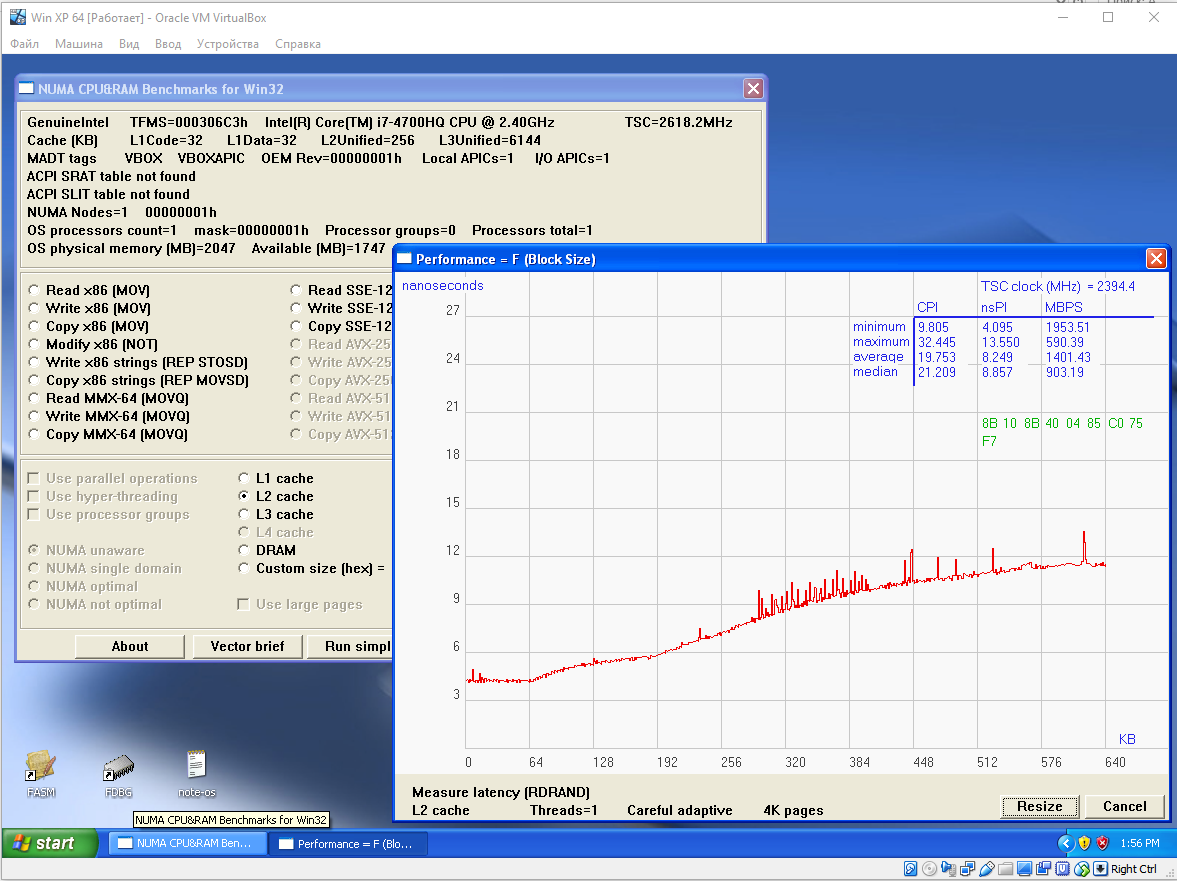 Win XP 64 [Работает] - Oracle VM VirtualBox
Файл Машина Вид Ввод Устройства Справка
NUMA CPU&RAM Benchmarks for Win32
GenuineIntel TFMS=000306C3h Intel(R) Core(TM) i7-4700HQ CPU @ 2.40GHz TSC=2618.2MHz
Cache (KB) L1Code=32 L1Data=32 L2Unified=256 L3Unified=6144
MADT tags VBOX VBOXAPIC OEM Rev=00000001h Local APICs=1 I/O APICs=1
ACPI SRAT table not found
ACPI SLIT table not found
NUMA Nodes=1 00000001h
OS processors count=1 mask=00000001h Processor groups=0 Processors total=1
OS physical memory (MB)=2047 Available (MB)=1747
Read x86 (MOV) Read SSE-12
Write x86 (MOV) Write SSE-12
Copy x86 (MOV) Copy SSE-12
Modify x86 (NOT) Read AVX-25
Write x86 strings (REP STOSD) Write AVX-25
Copy x86 strings (REP MOVSD) Copy AVX-25
Read MMX-64 (MOVQ) Read AVX-51
Write MMX-64 (MOVQ) Write AVX-51
Copy MMX-64 (MOVQ) Copy AVX-51
Use parallel operations L1 cache
Use hyper-threading L2 cache
Use processor groups L3 cache
L4 cache
NUMA unaware DRAM
NUMA single domain Custom size (hex) =
NUMA optimal
NUMA not optimal Use large pages
About Vector brief Run simpl
Performance = F (Block Size)
nanoseconds TSC clock (MHz) = 2394.4
CPI nsPI MBPS
minimum 9.805 4.095 1953.51
maximum 32.445 13.550 590.39
average 19.753 8.249 1401.43
median 21.209 8.857 903.19
8B 10 8B 40 04 85 C0 75
F7
27
24
21
18
15
12
9
6
3
KB
0 64 128 192 256 320 384 448 512 576 640
Measure latency (RDRAND)
L2 cache Threads=1 Careful adaptive 4K pages
Resize Cancel
FASM FDBG note-os
NUMA CPU&RAM Benchmarks for Win32
start NUMA CPU&RAM Ben... Performance = F (Blo... 1:56 PM
Right Ctrl